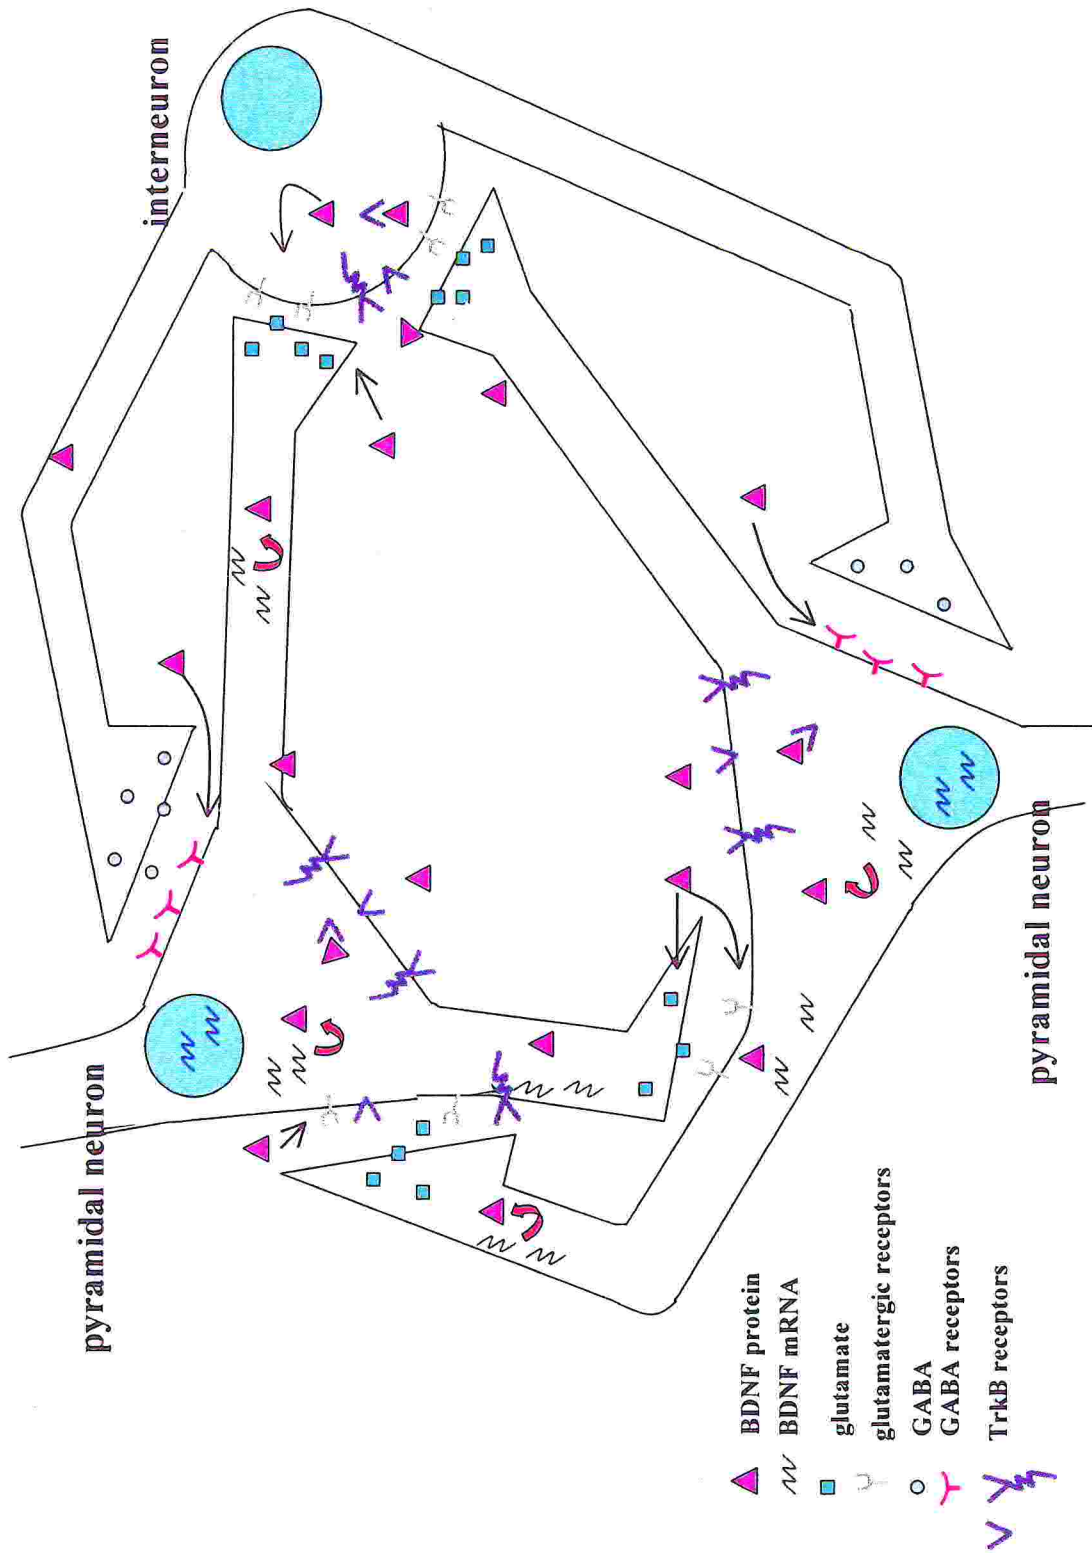 interneuron
pyramidal neuron
pyramidal neuron
BDNF protein
BDNF mRNA
glutamate
glutamatergic receptors
GABA
GABA receptors
TrkB receptors